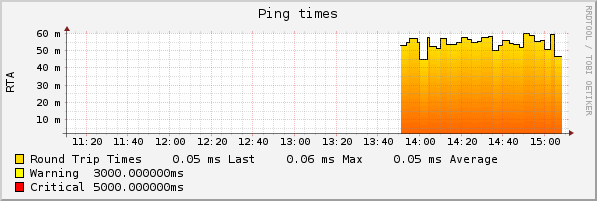 Ping times
RRDTOOL / TOBI OETIKER
RTA
60 m
50 m
40 m
30 m
20 m
10 m
11:20 11:40 12:00 12:20 12:40 13:00 13:20 13:40 14:00 14:20 14:40 15:00
Round Trip Times 0.05 ms Last 0.06 ms Max 0.05 ms Average
Warning 3000.000000ms
Critical 5000.000000ms